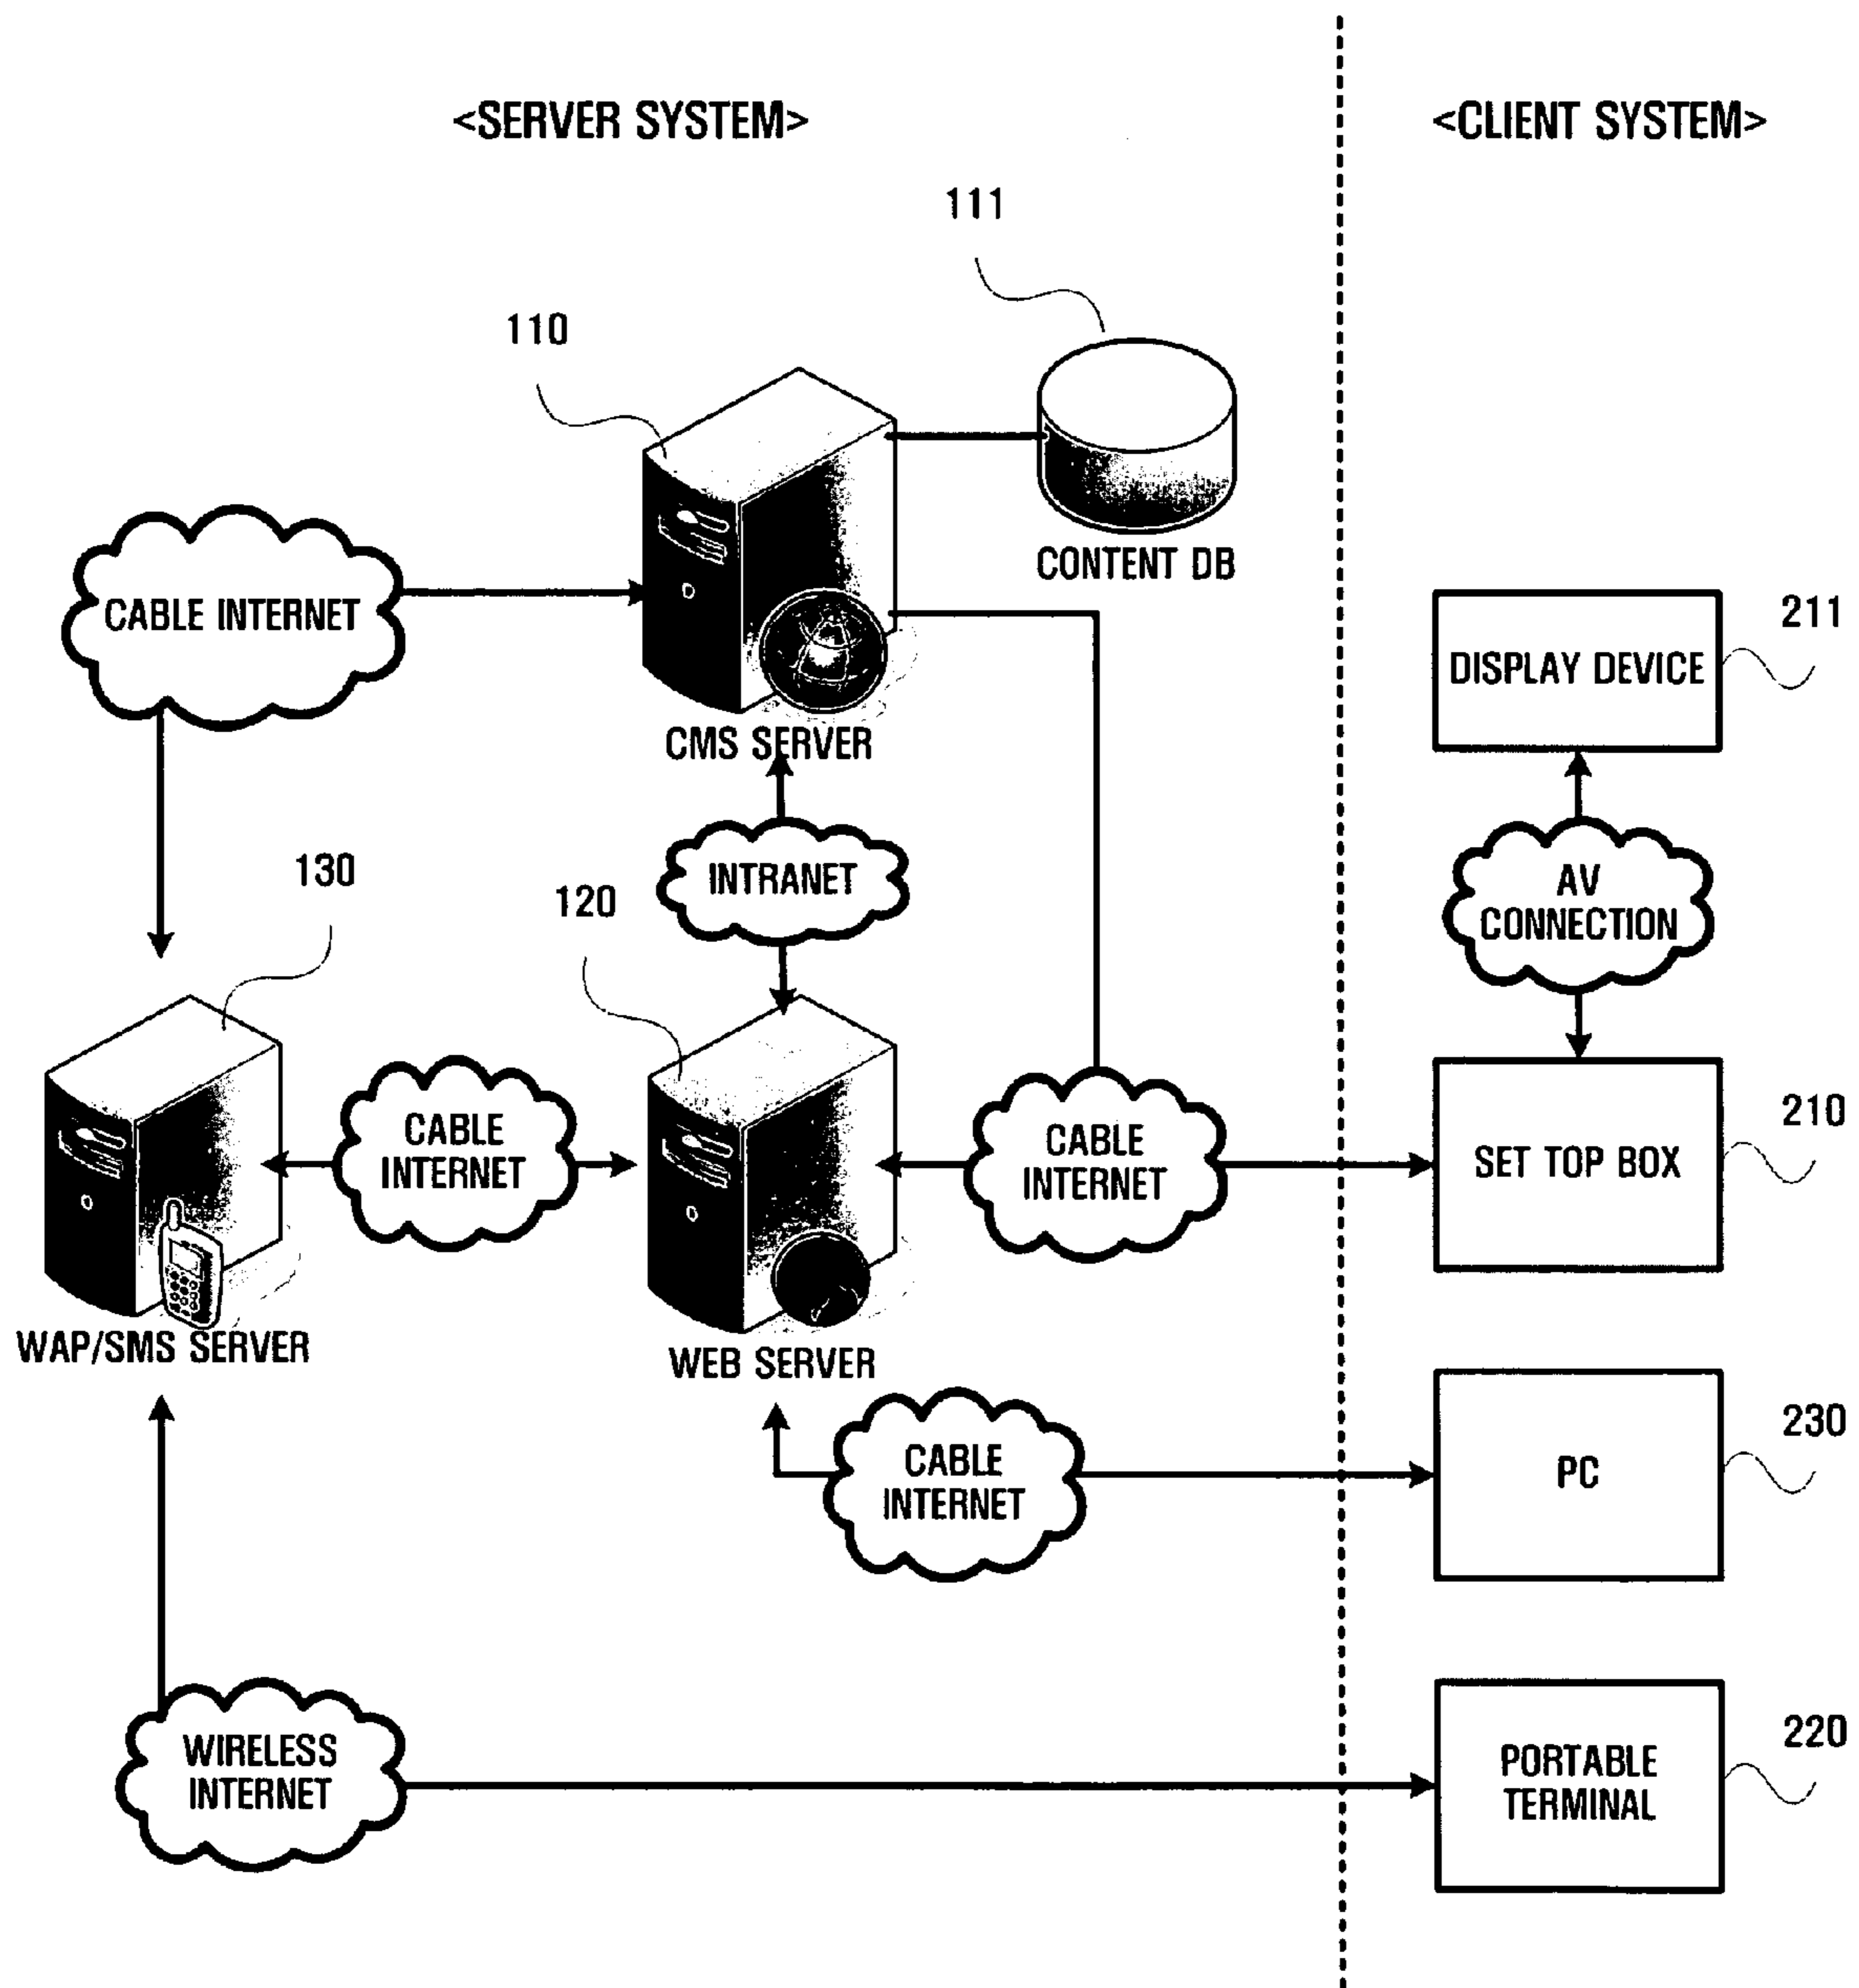 <SERVER SYSTEM>
<CLIENT SYSTEM>
111
110
CONTENT DB
CABLE INTERNET
211
DISPLAY DEVICE
CMS SERVER
130
120
INTRANET
AV
CONNECTION
CABLE
INTERNET
CABLE
INTERNET
210
SET TOP BOX
WAP/SMS SERVER
WEB SERVER
230
CABLE
INTERNET
PC
220
WIRELESS
INTERNET
PORTABLE
TERMINAL